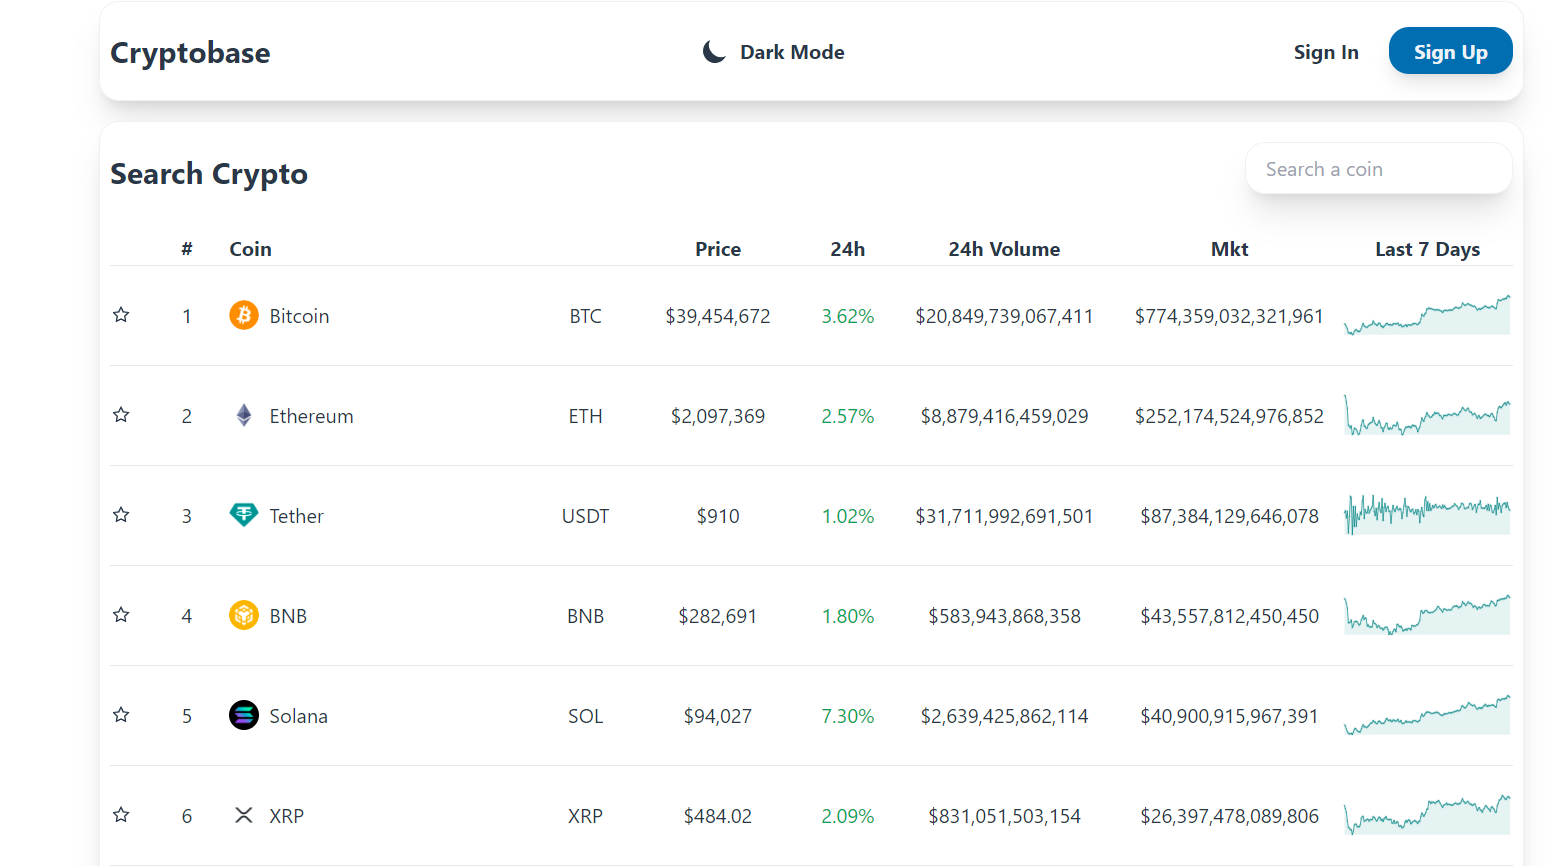 Cryptobase Dark Mode Sign In Sign Up
Search Crypto Search a coin
# Coin Price 24h 24h Volume Mkt Last 7 Days
1 Bitcoin BTC $39,454,672 3.62% $20,849,739,067,411 $774,359,032,321,961
2 Ethereum ETH $2,097,369 2.57% $8,879,416,459,029 $252,174,524,976,852
3 Tether USDT $910 1.02% $31,711,992,691,501 $87,384,129,646,078
4 BNB BNB $282,691 1.80% $583,943,868,358 $43,557,812,450,450
5 Solana SOL $94,027 7.30% $2,639,425,862,114 $40,900,915,967,391
6 XRP XRP $484.02 2.09% $831,051,503,154 $26,397,478,089,806